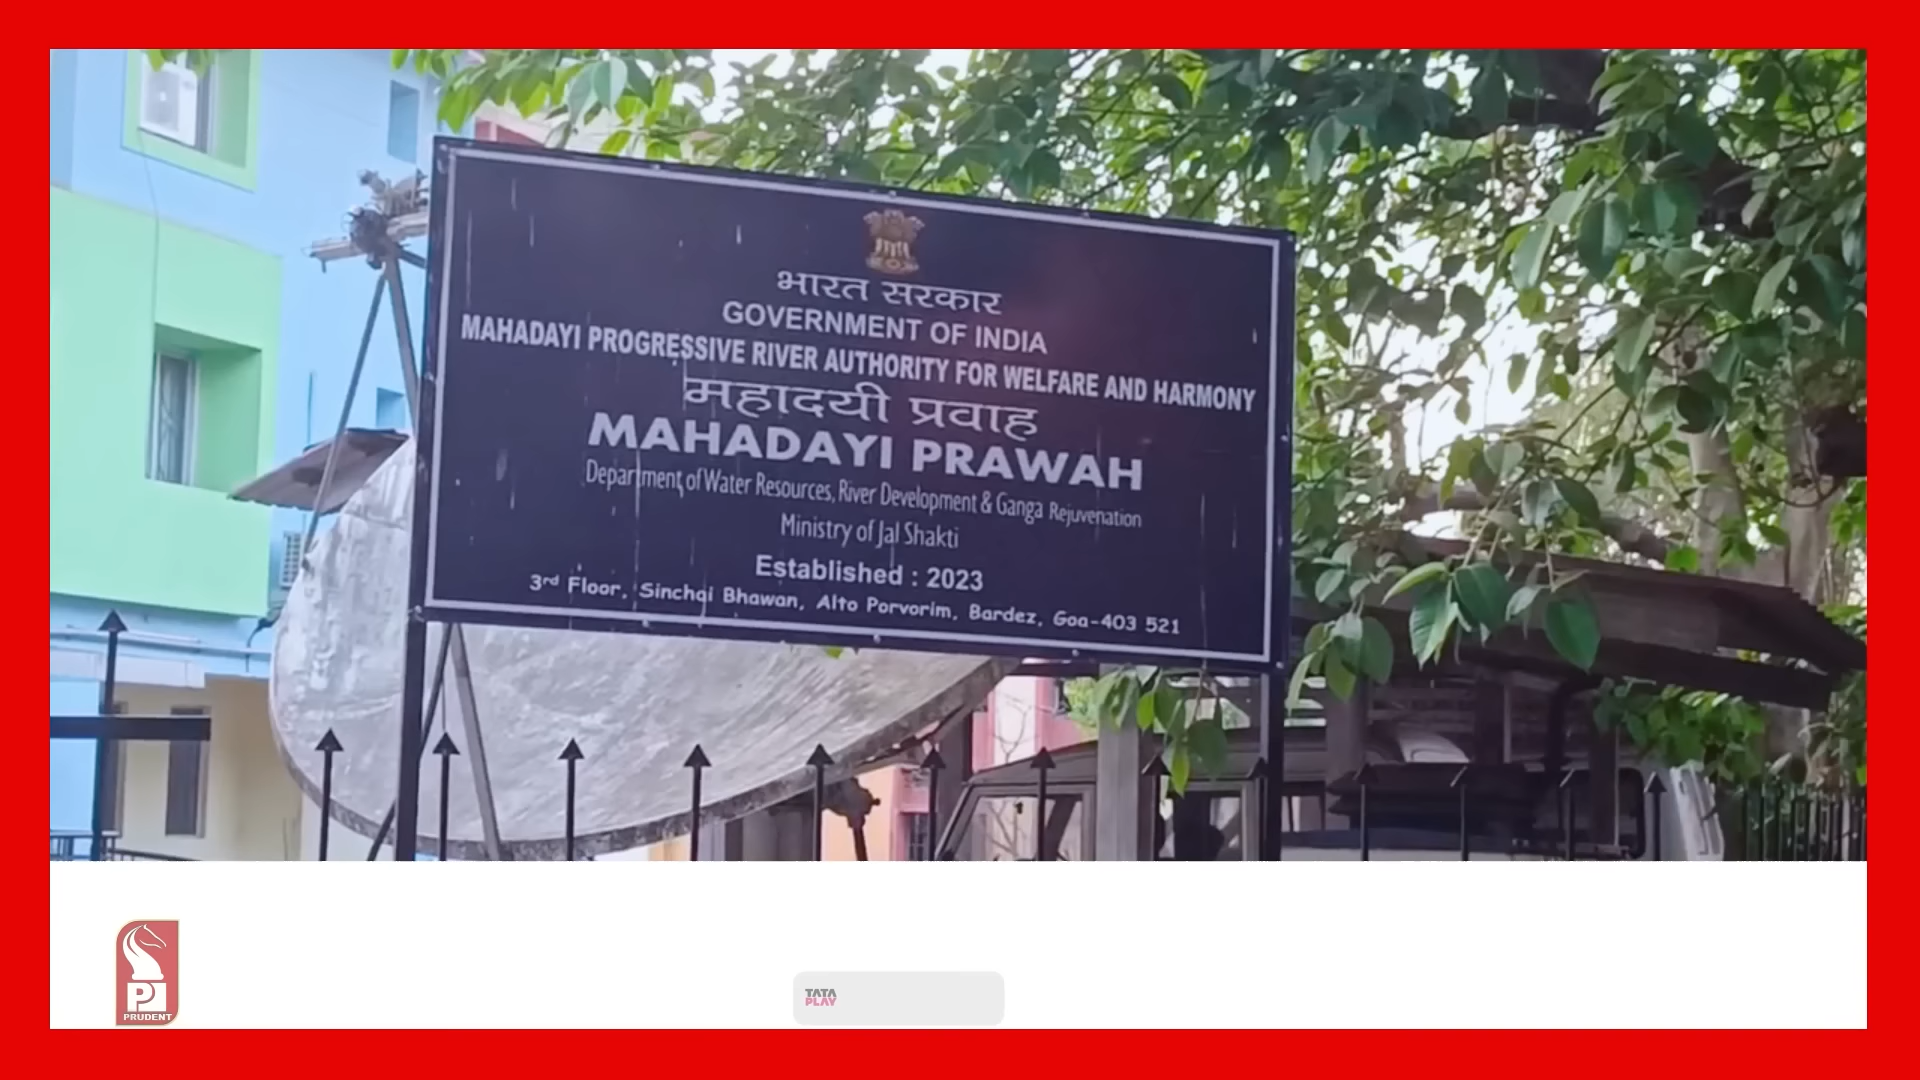 भारत सरकार
GOVERNMENT OF INDIA
MAHADAYI PROGRESSIVE RIVER AUTHORITY FOR WELFARE AND HARMONY
महादयी प्रवाह
MAHADAYI PRAWAH
Department of Water Resources, River Development & Ganga Rejuvenation
Ministry of Jal Shakti
Established : 2023
3rd Floor, Sinchai Bhawan, Alto Porvorim, Bardez, Goa-403 521
P
PRUDENT
TATA
PLAY